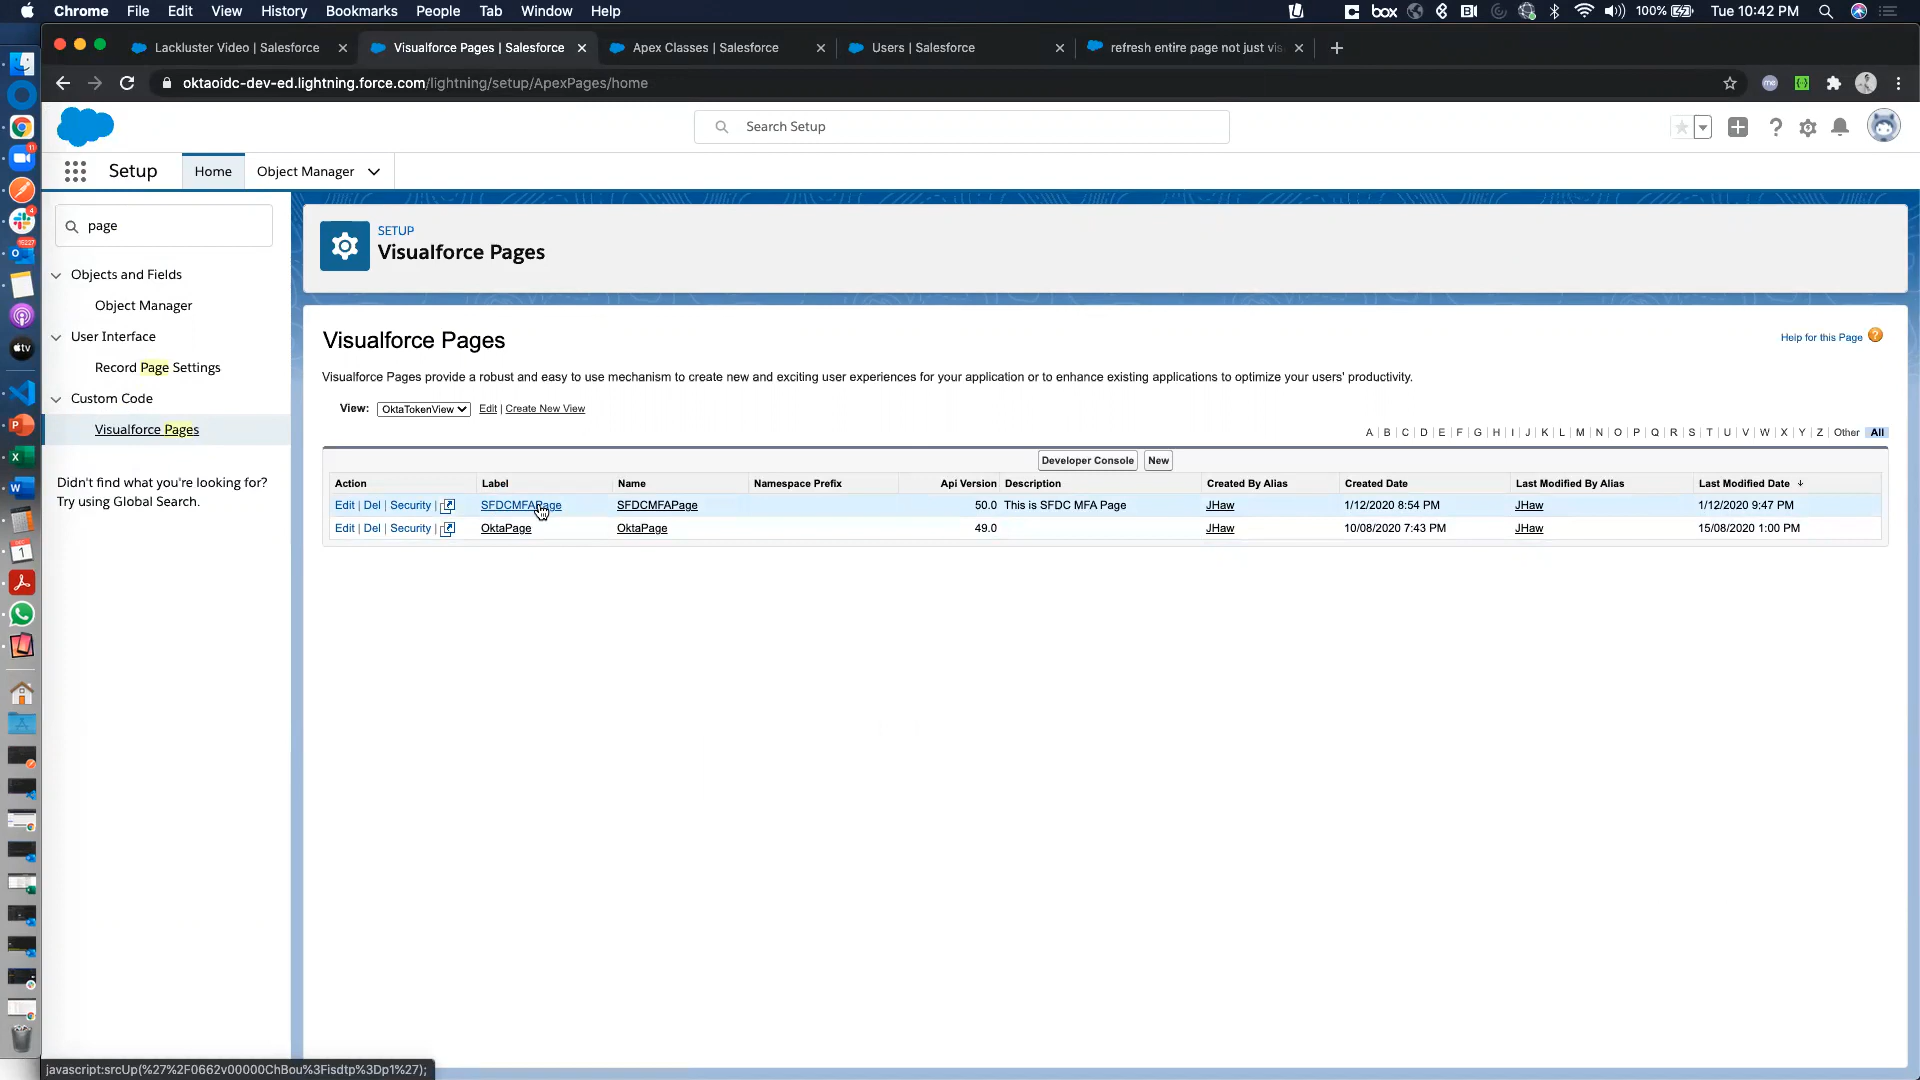 Chrome File Edit View History Bookmarks People Tab Window Help
box
100%
Tue 10:42 PM
Lackluster Video | Salesforce
Visualforce Pages | Salesforce
Apex Classes | Salesforce
Users | Salesforce
refresh entire page not just vis
oktaoidc-dev-ed.lightning.force.com/lightning/setup/ApexPages/home
me
Search Setup
Setup
Home
Object Manager
page
Objects and Fields
Object Manager
User Interface
Record Page Settings
Custom Code
Visualforce Pages
Didn't find what you're looking for?
Try using Global Search.
SETUP
Visualforce Pages
Visualforce Pages
Help for this Page
Visualforce Pages provide a robust and easy to use mechanism to create new and exciting user experiences for your application or to enhance existing applications to optimize your users' productivity.
View: OktaTokenView Edit | Create New View
A | B | C | D | E | F | G | H | I | J | K | L | M | N | O | P | Q | R | S | T | U | V | W | X | Y | Z | Other | All
Developer Console New
Action Label Name Namespace Prefix Api Version Description Created By Alias Created Date Last Modified By Alias Last Modified Date
Edit | Del | Security | SFDCMFAPage SFDCMFAPage 50.0 This is SFDC MFA Page JHaw 1/12/2020 8:54 PM JHaw 1/12/2020 9:47 PM
Edit | Del | Security | OktaPage OktaPage 49.0 JHaw 10/08/2020 7:43 PM JHaw 15/08/2020 1:00 PM
javascript:srcUp(%27%2F0662v00000ChBou%3Fisdtp%3Dp1%27);